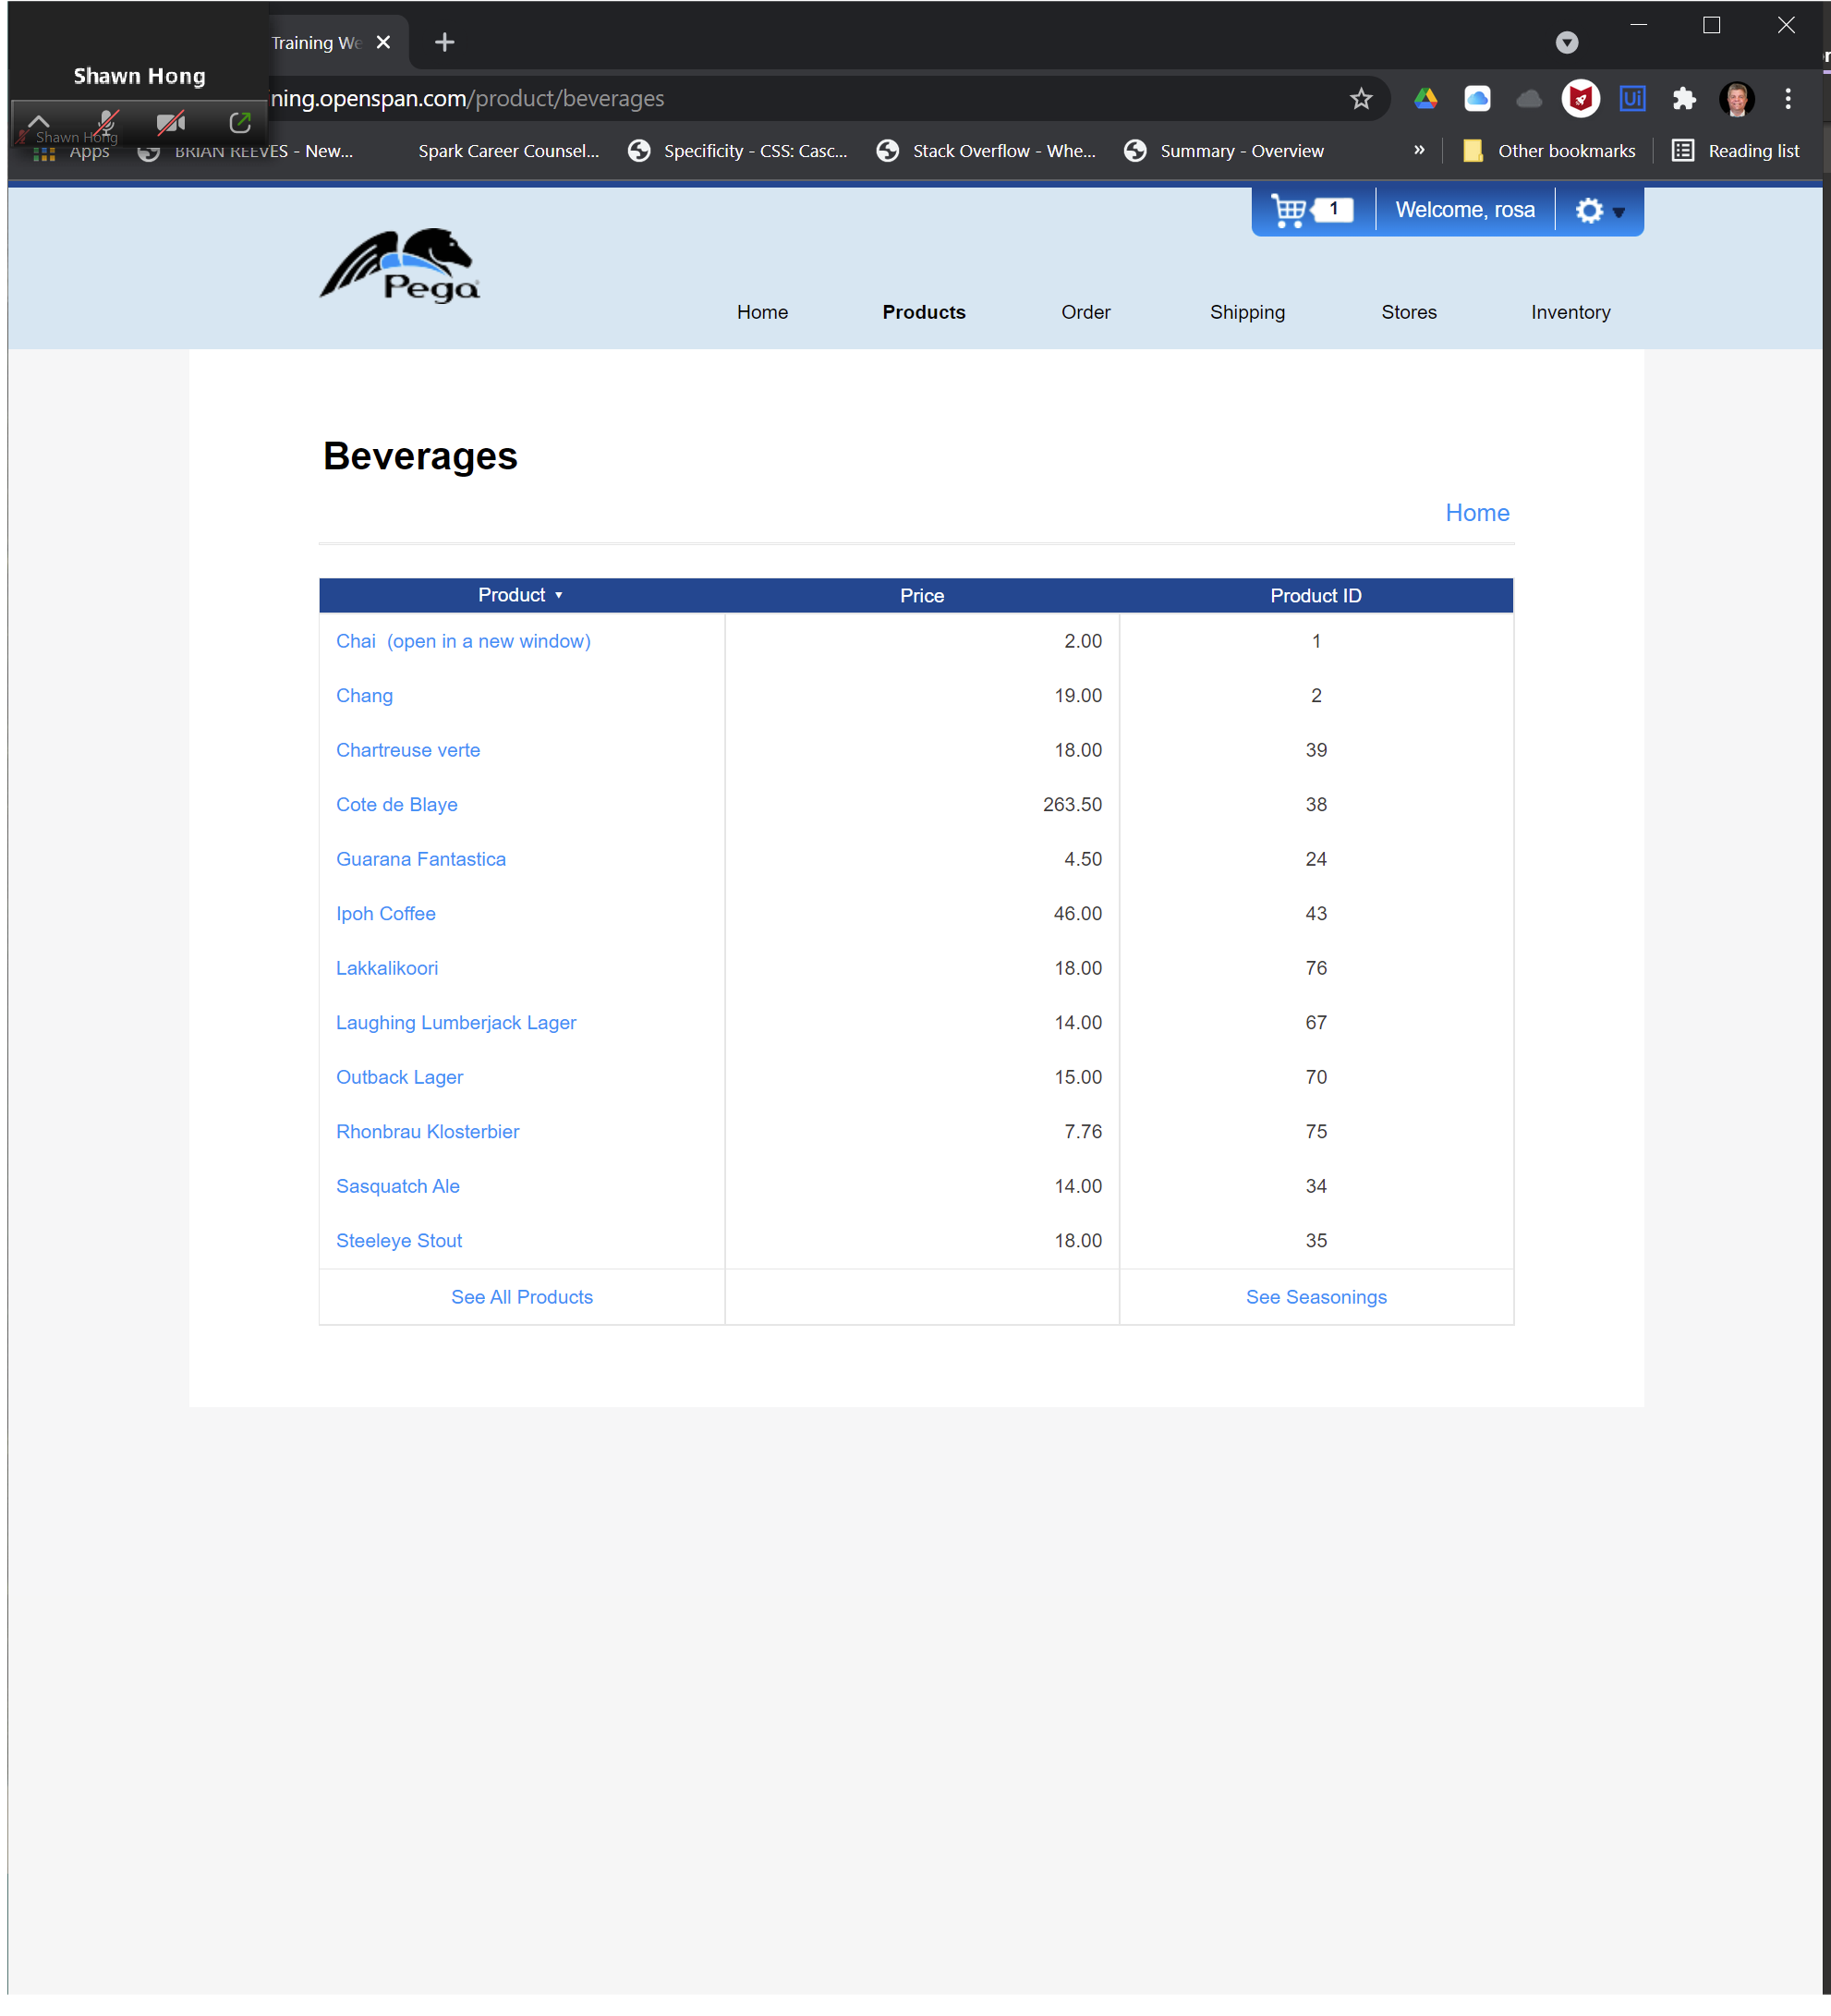 Training We
Shawn Hong
ning.openspan.com/product/beverages
Shawn Hong
Apps BRIAN REEVES - New... Spark Career Counsel... Specificity - CSS: Casc... Stack Overflow - Whe... Summary - Overview » Other bookmarks Reading list
1 Welcome, rosa
Pega
Home Products Order Shipping Stores Inventory
Beverages
Home
Product Price Product ID
Chai (open in a new window) 2.00 1
Chang 19.00 2
Chartreuse verte 18.00 39
Cote de Blaye 263.50 38
Guarana Fantastica 4.50 24
Ipoh Coffee 46.00 43
Lakkalikoori 18.00 76
Laughing Lumberjack Lager 14.00 67
Outback Lager 15.00 70
Rhonbrau Klosterbier 7.76 75
Sasquatch Ale 14.00 34
Steeleye Stout 18.00 35
See All Products See Seasonings